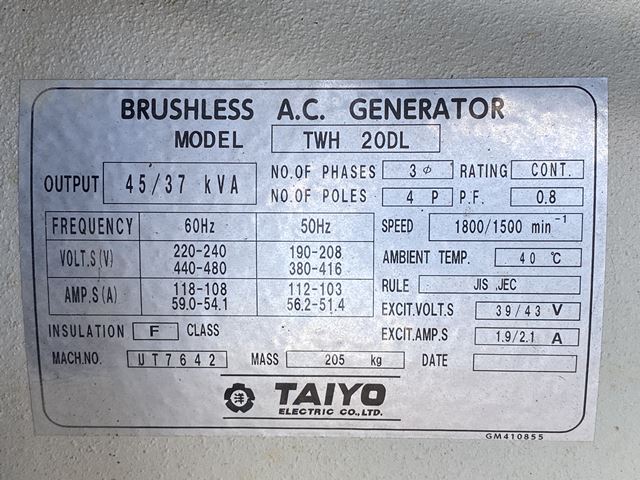 BRUSHLESS A.C. GENERATOR
MODEL TWH 20DL
OUTPUT 45/37 kVA
NO.OF PHASES 3φ RATING CONT.
NO.OF POLES 4 P P.F. 0.8
FREQUENCY 60Hz 50Hz
SPEED 1800/1500 min⁻¹
VOLT.S(V) 220-240 190-208
440-480 380-416
AMBIENT TEMP. 40 ℃
AMP.S(A) 118-108 112-103
59.0-54.1 56.2-51.4
RULE JIS.JEC
EXCIT.VOLT.S 39/43 V
INSULATION F CLASS
EXCIT.AMP.S 1.9/2.1 A
MACH.NO. UT7642 MASS 205 kg DATE
洋 TAIYO
ELECTRIC CO.,LTD.
GM410855